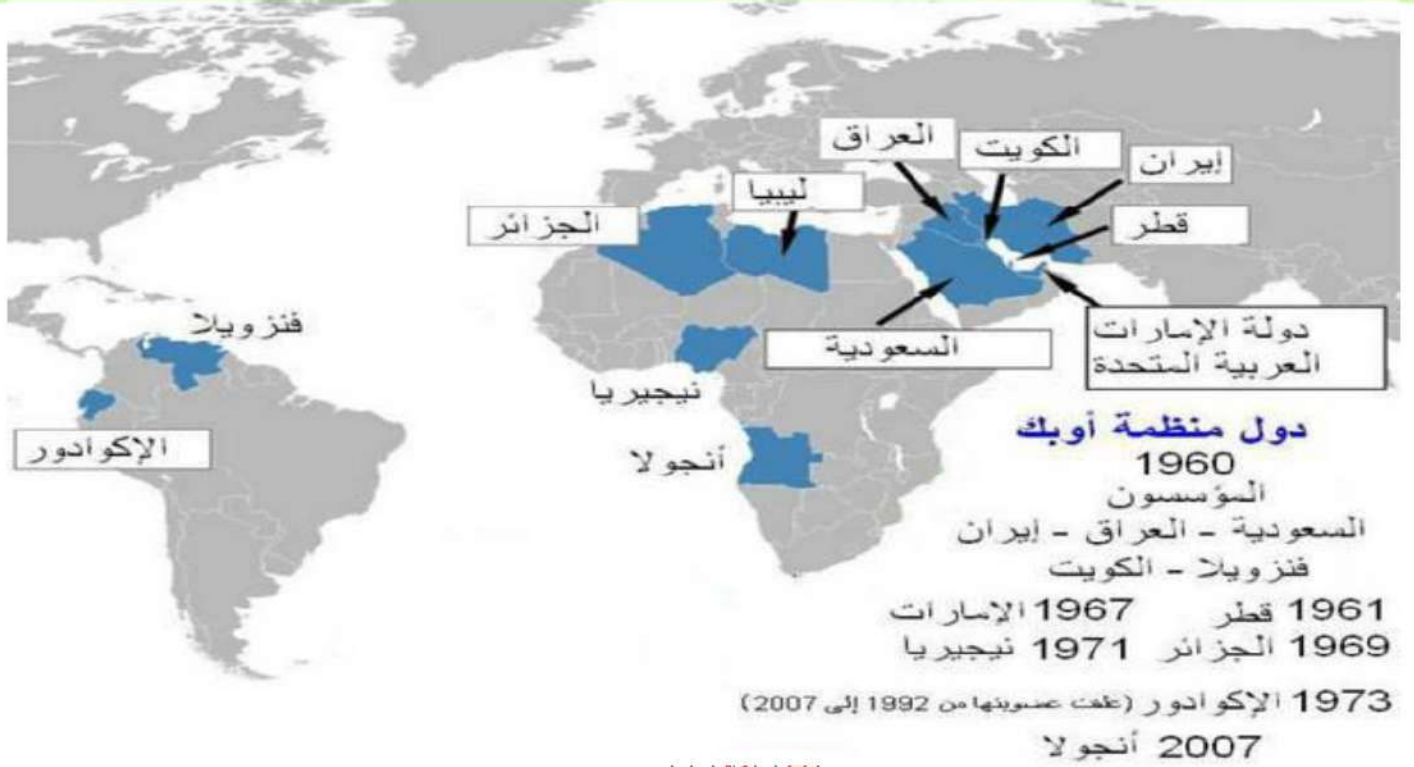 العراق
الكويت
إيران
ليبيا
الجزائر
قطر
فنزويلا
السعودية
دولة الإمارات
العربية المتحدة
نيجيريا
الإكوادور
أنجولا
دول منظمة أوبك
1960
المؤسسون
السعودية - العراق - إيران
فنزويلا - الكويت
1961 قطر 1967 الإمارات
1969 الجزائر 1971 نيجيريا
1973 الإكوادور (علقت عضويتها من 1992 إلى 2007)
2007 أنجولا